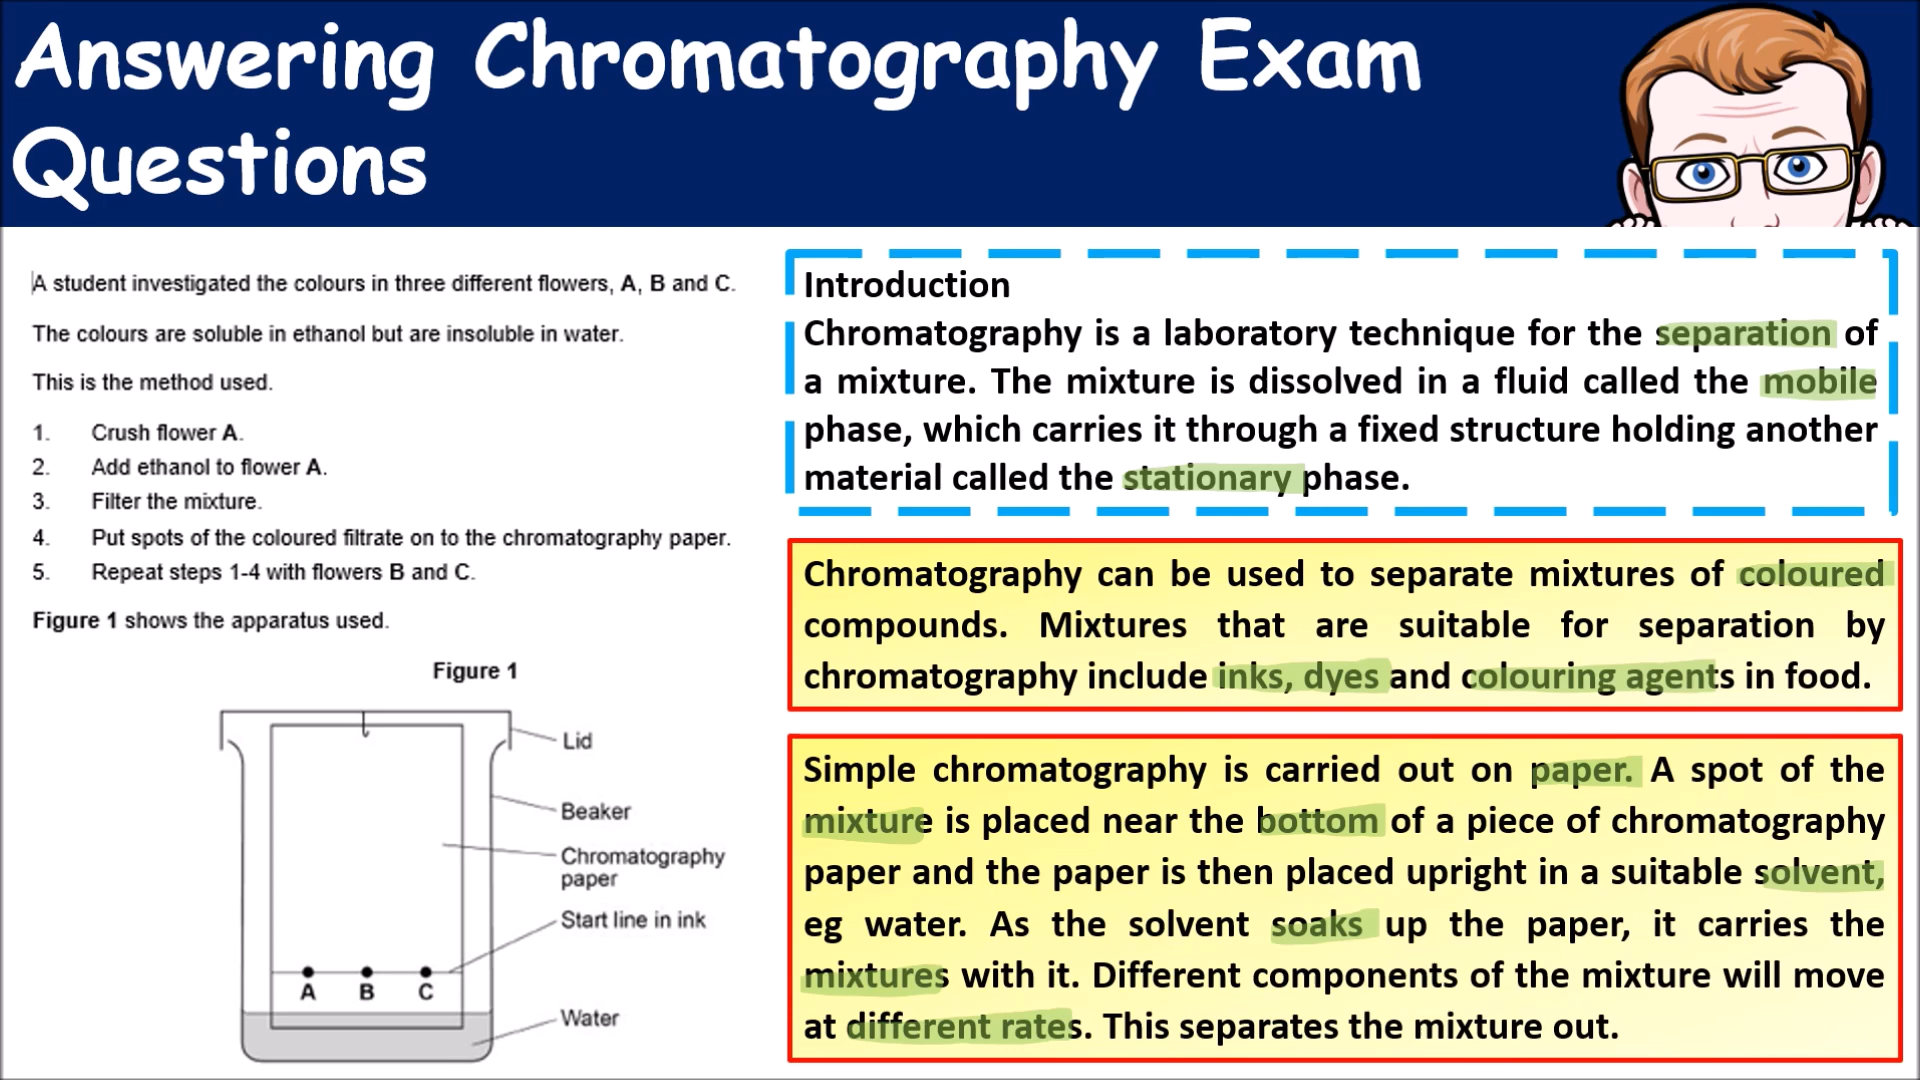 Answering Chromatography Exam
Questions
A student investigated the colours in three different flowers, A, B and C.
The colours are soluble in ethanol but are insoluble in water.
This is the method used.
1. Crush flower A.
2. Add ethanol to flower A.
3. Filter the mixture.
4. Put spots of the coloured filtrate on to the chromatography paper.
5. Repeat steps 1-4 with flowers B and C.
Figure 1 shows the apparatus used.
Figure 1
Lid
Beaker
Chromatography
paper
Start line in ink
A B C
Water
Introduction
Chromatography is a laboratory technique for the separation of
a mixture. The mixture is dissolved in a fluid called the mobile
phase, which carries it through a fixed structure holding another
material called the stationary phase.
Chromatography can be used to separate mixtures of coloured
compounds. Mixtures that are suitable for separation by
chromatography include inks, dyes and colouring agents in food.
Simple chromatography is carried out on paper. A spot of the
mixture is placed near the bottom of a piece of chromatography
paper and the paper is then placed upright in a suitable solvent,
eg water. As the solvent soaks up the paper, it carries the
mixtures with it. Different components of the mixture will move
at different rates. This separates the mixture out.